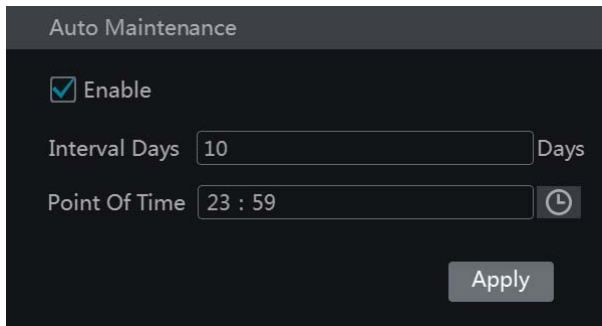 Auto Maintenance
Enable
Interval Days 10 Days
Point Of Time 23 : 59
Apply